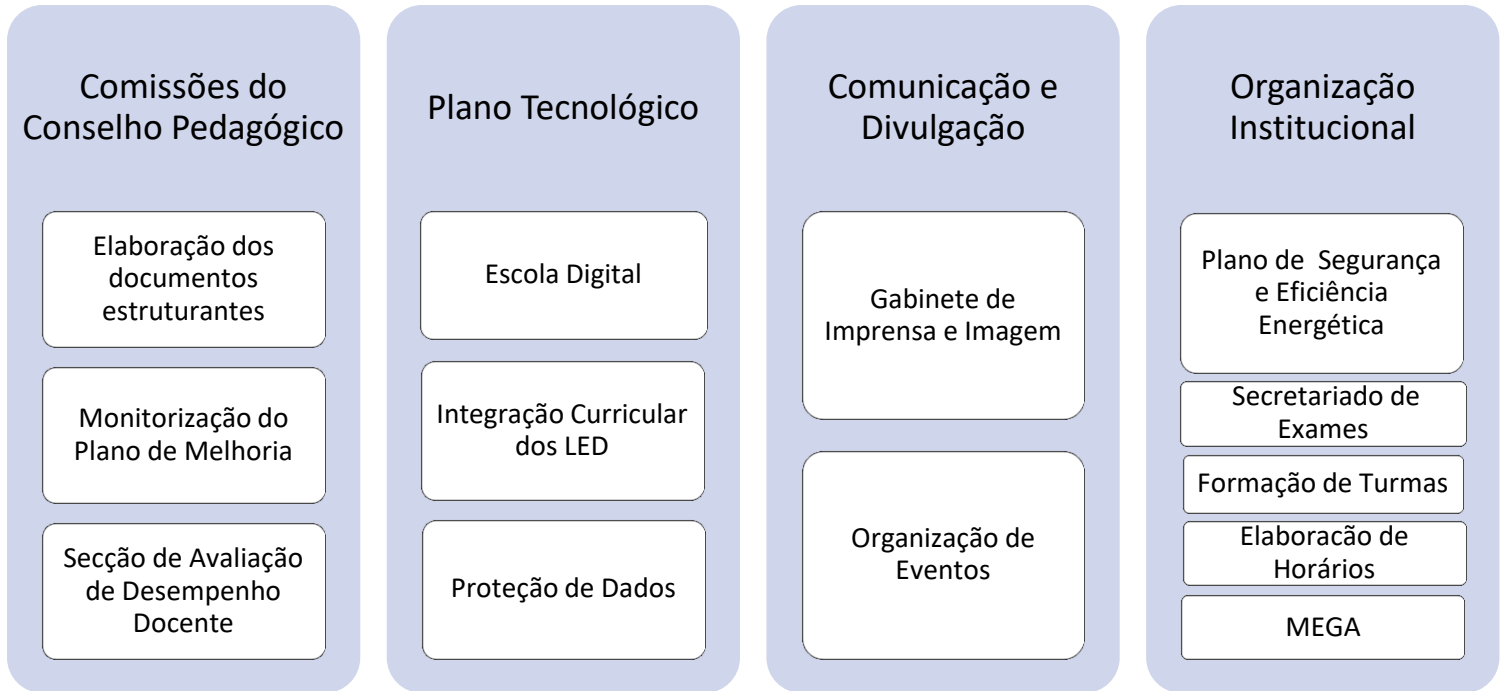 Comissões do
Conselho Pedagógico
Elaboração dos
documentos
estruturantes
Monitorização do
Plano de Melhoria
Secção de Avaliação
de Desempenho
Docente
Plano Tecnológico
Escola Digital
Integração Curricular
dos LED
Proteção de Dados
Comunicação e
Divulgação
Gabinete de
Imprensa e Imagem
Organização de
Eventos
Organização
Institucional
Plano de Segurança
e Eficiência
Energética
Secretariado de
Exames
Formação de Turmas
Elaboração de
Horários
MEGA